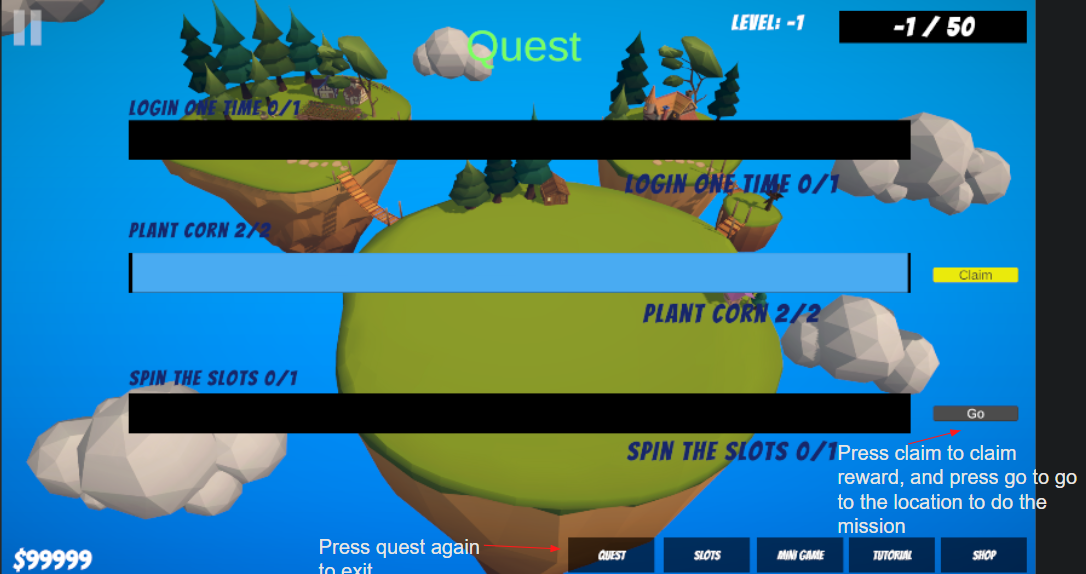 Quest
LEVEL: -1
-1 / 50
LOGIN ONE TIME 0/1
LOGIN ONE TIME 0/1
PLANT CORN 2/2
Claim
PLANT CORN 2/2
SPIN THE SLOTS 0/1
Go
SPIN THE SLOTS 0/1
Press claim to claim
reward, and press go to go
to the location to do the
mission
Press quest again
to exit
$99999
QUEST
SLOTS
MINI GAME
TUTORIAL
SHOP